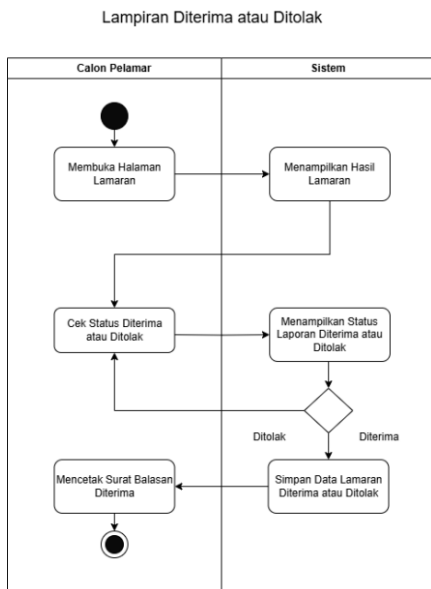 Lampiran Diterima atau Ditolak
Calon Pelamar
Sistem
Membuka Halaman
Lamaran
Menampilkan Hasil
Lamaran
Cek Status Diterima
atau Ditolak
Menampilkan Status
Laporan Diterima atau
Ditolak
Ditolak
Diterima
Mencetak Surat Balasan
Diterima
Simpan Data Lamaran
Diterima atau Ditolak